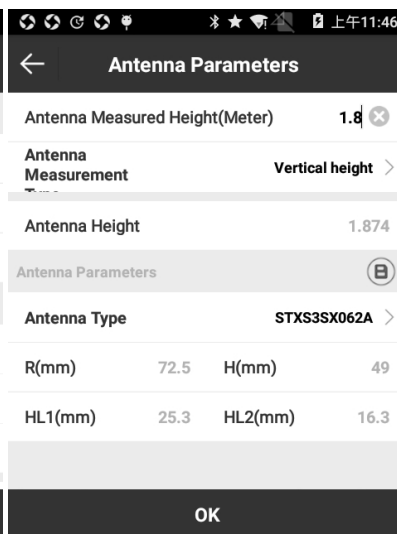 上午11:46
Antenna Parameters
Antenna Measured Height(Meter) 1.8
Antenna
Measurement
Vertical height
Antenna Height 1.874
Antenna Parameters
Antenna Type STXS3SX062A
R(mm) 72.5 H(mm) 49
HL1(mm) 25.3 HL2(mm) 16.3
OK